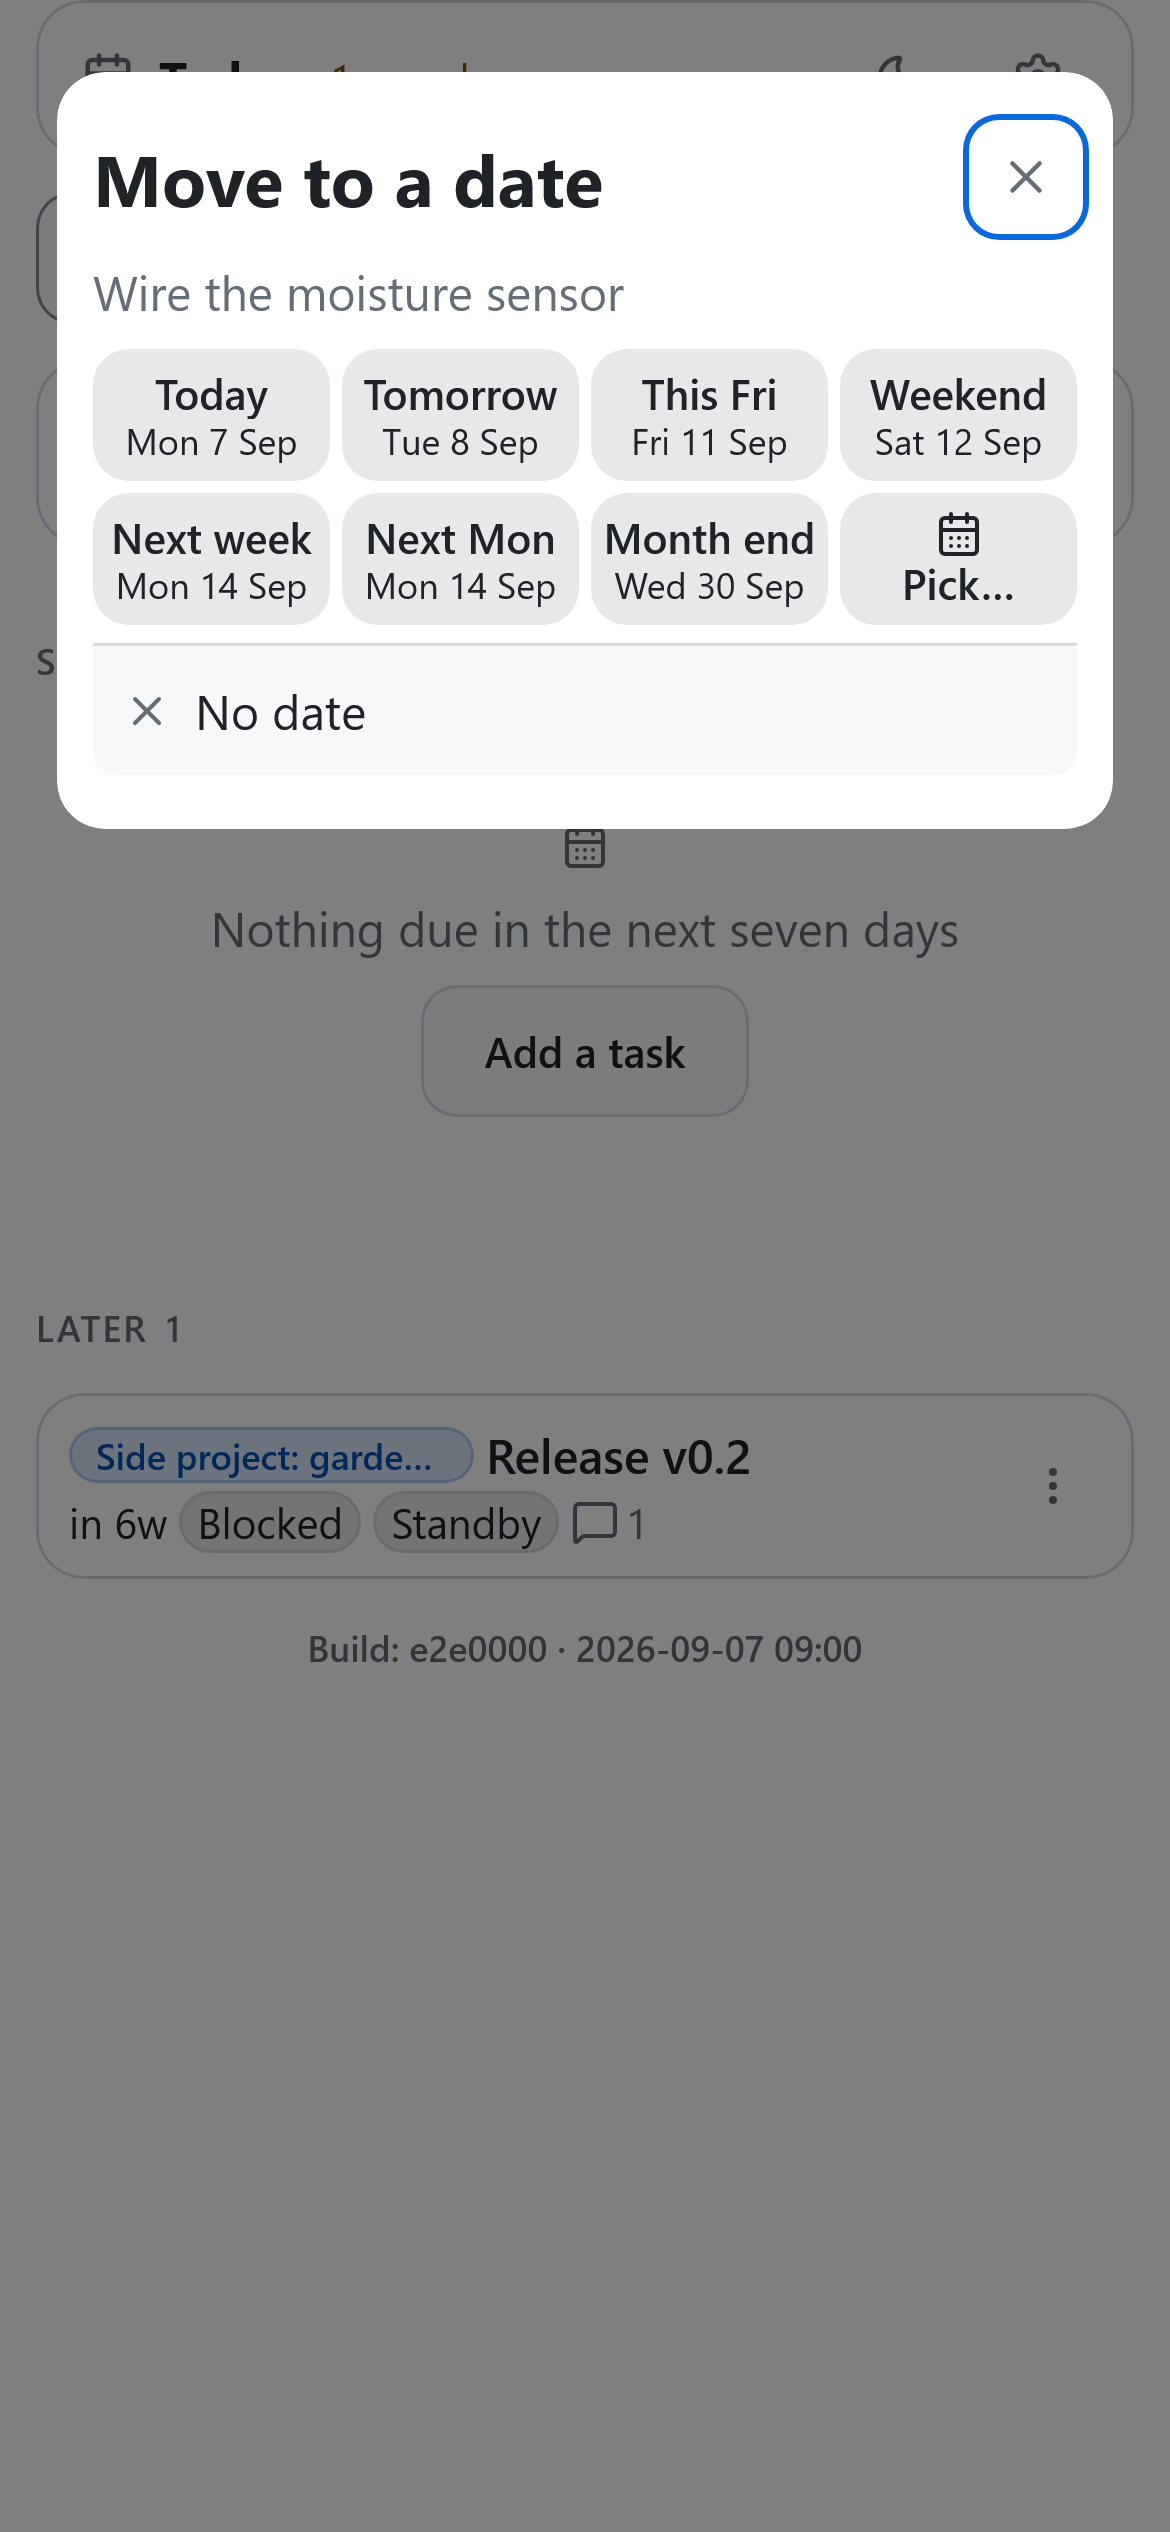 Move to a date
Wire the moisture sensor
Today
Mon 7 Sep
Tomorrow
Tue 8 Sep
This Fri
Fri 11 Sep
Weekend
Sat 12 Sep
Next week
Mon 14 Sep
Next Mon
Mon 14 Sep
Month end
Wed 30 Sep
Pick...
No date
Nothing due in the next seven days
Add a task
LATER 1
Side project: garde... Release v0.2
in 6w Blocked Standby 1
Build: e2e0000 · 2026-09-07 09:00